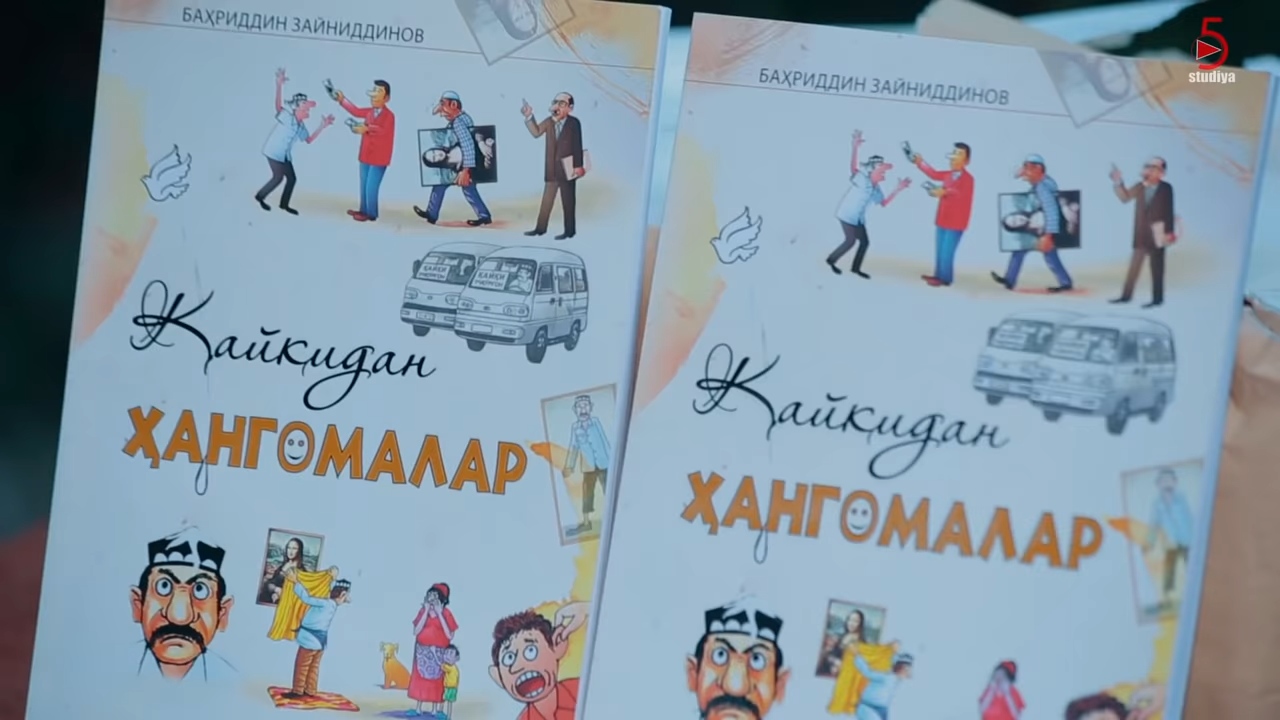 БАҲРИДДИН ЗАЙНИДДИНОВ
Қайкидан
ҲАНГОМАЛАР
БАҲРИДДИН ЗАЙНИДДИНОВ
Қайкидан
ҲАНГОМАЛАР
5
studiya